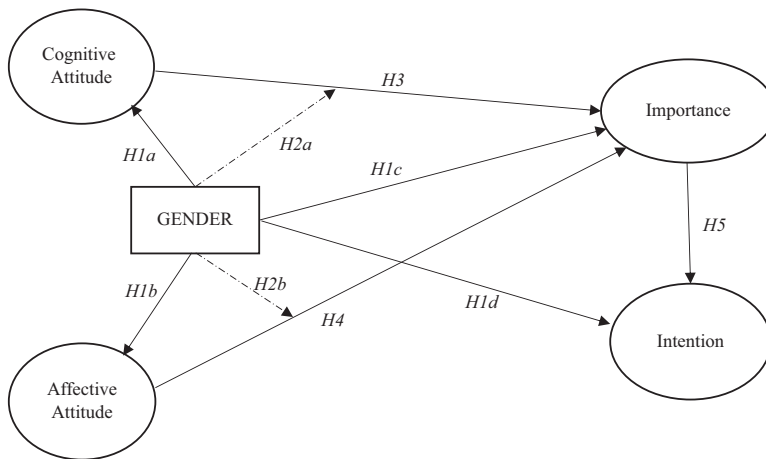 Cognitive
Attitude
H3
Importance
H2a
H1a
H1c
GENDER
H5
H2b
H1b
H1d
H4
Intention
Affective
Attitude